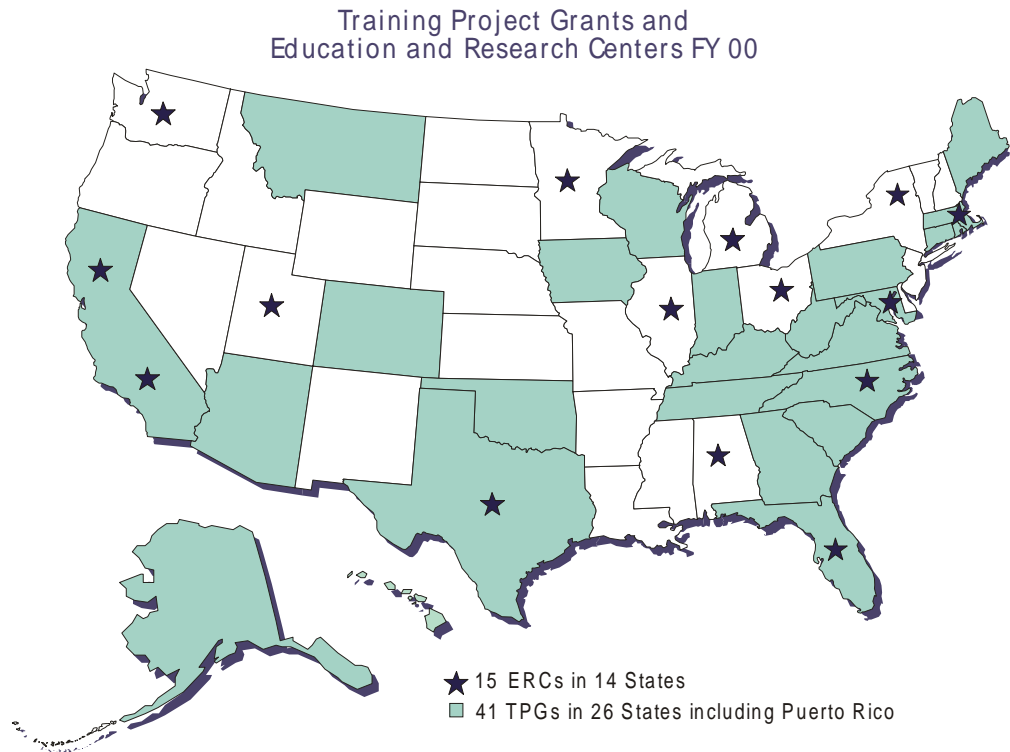 Training Project Grants and
Education and Research Centers FY 00
15 ERCs in 14 States
41 TPGs in 26 States including Puerto Rico